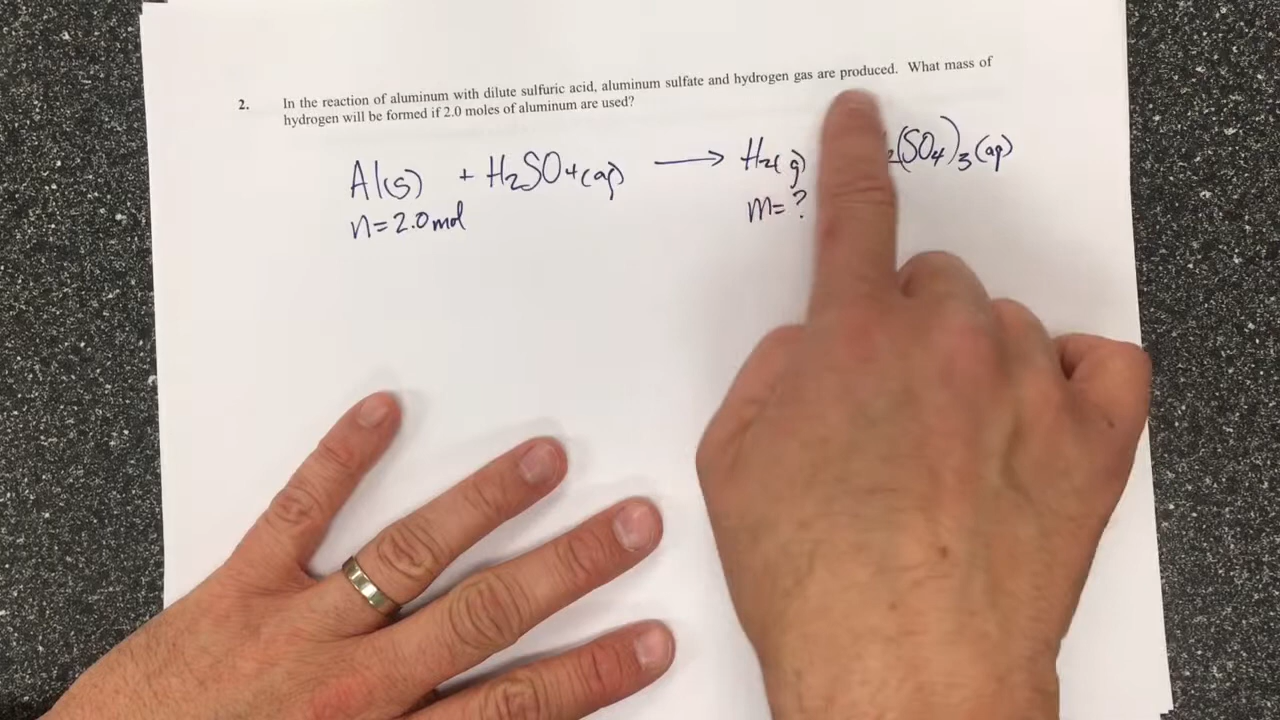 2. In the reaction of aluminum with dilute sulfuric acid, aluminum sulfate and hydrogen gas are produced. What mass of
hydrogen will be formed if 2.0 moles of aluminum are used?
Al(s) + H₂SO₄(aq) → H₂(g) ₂(SO₄)₃(aq)
n=2.0mol m=?